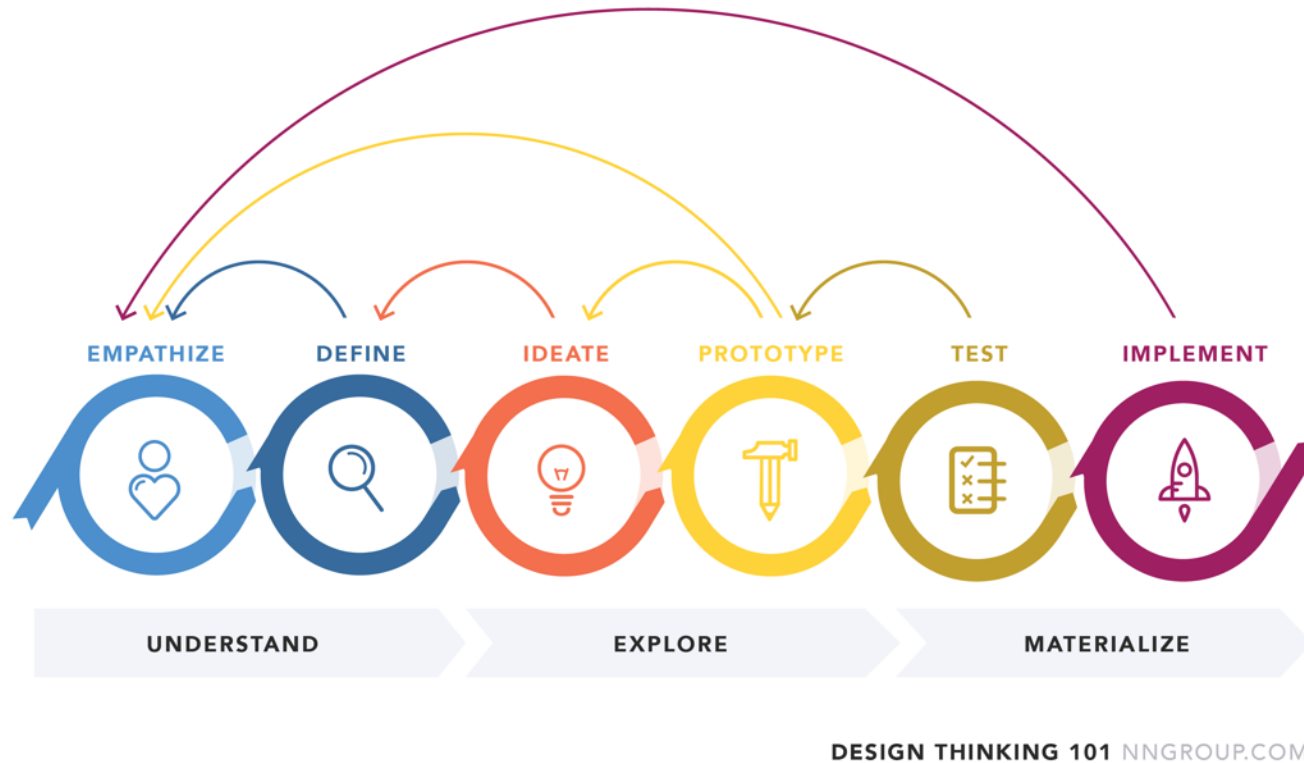 EMPATHIZE DEFINE IDEATE PROTOTYPE TEST IMPLEMENT
UNDERSTAND EXPLORE MATERIALIZE
DESIGN THINKING 101 NNGROUP.COM